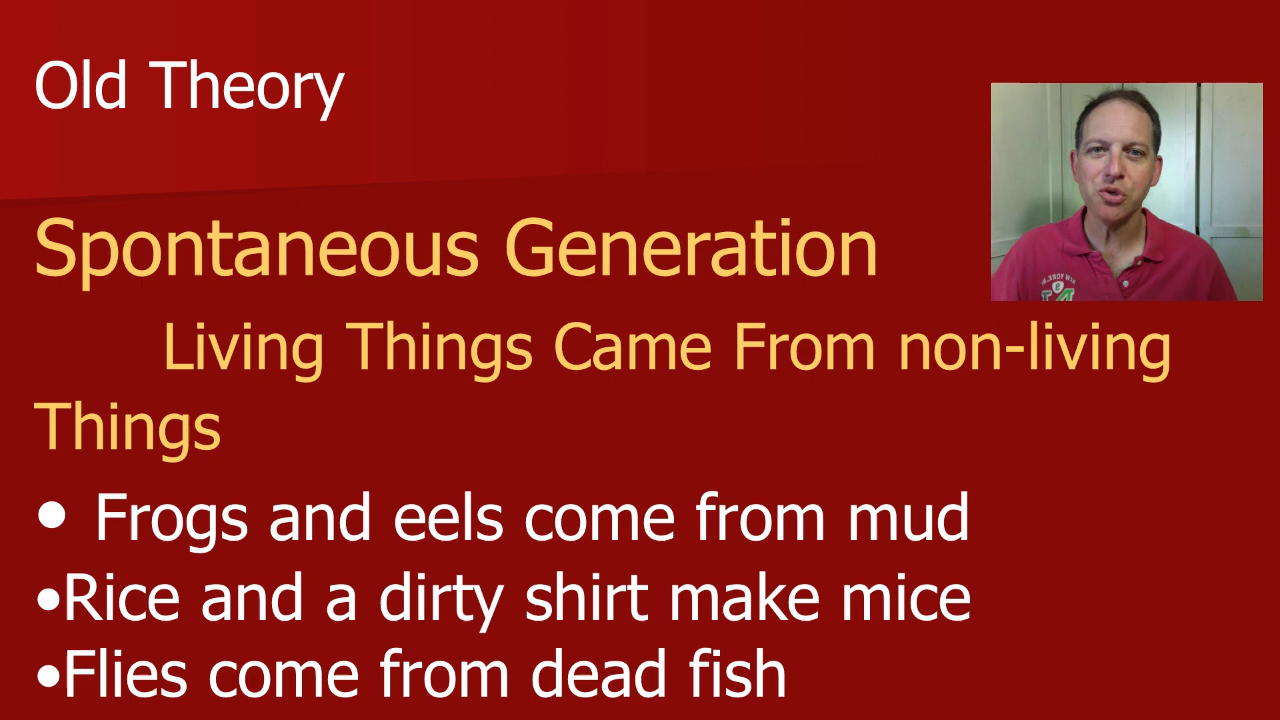 Old Theory
Spontaneous Generation
Living Things Came From non-living
Things
• Frogs and eels come from mud
•Rice and a dirty shirt make mice
•Flies come from dead fish